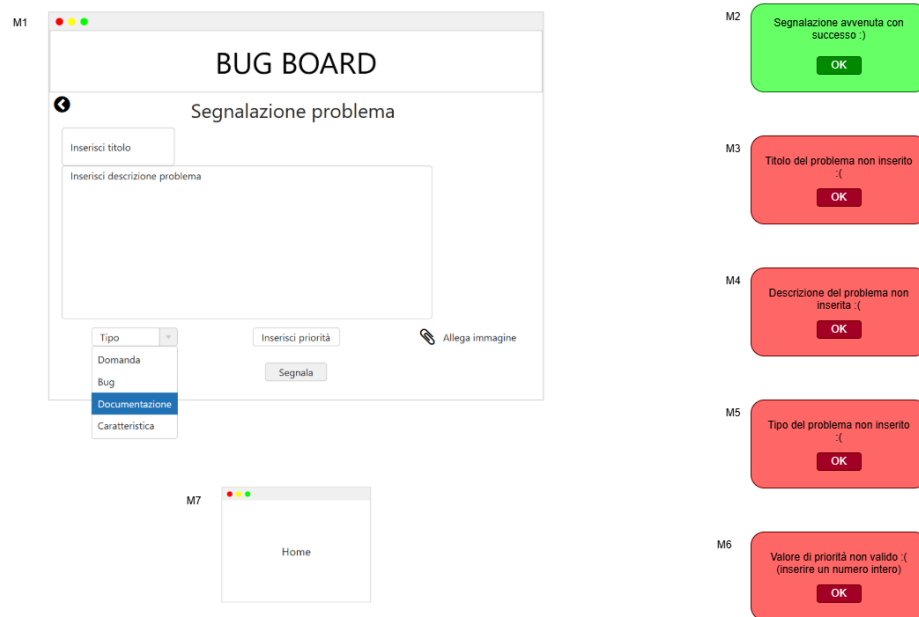 M1
BUG BOARD
Segnalazione problema
Inserisci titolo
Inserisci descrizione problema
Tipo
Inserisci priorità
Allega immagine
Domanda
Segnala
Bug
Documentazione
Caratteristica
M7
Home
M2
Segnalazione avvenuta con
successo :)
OK
M3
Titolo del problema non inserito
:(
OK
M4
Descrizione del problema non
inserita :(
OK
M5
Tipo del problema non inserito
:(
OK
M6
Valore di priorità non valido :(
(inserire un numero intero)
OK